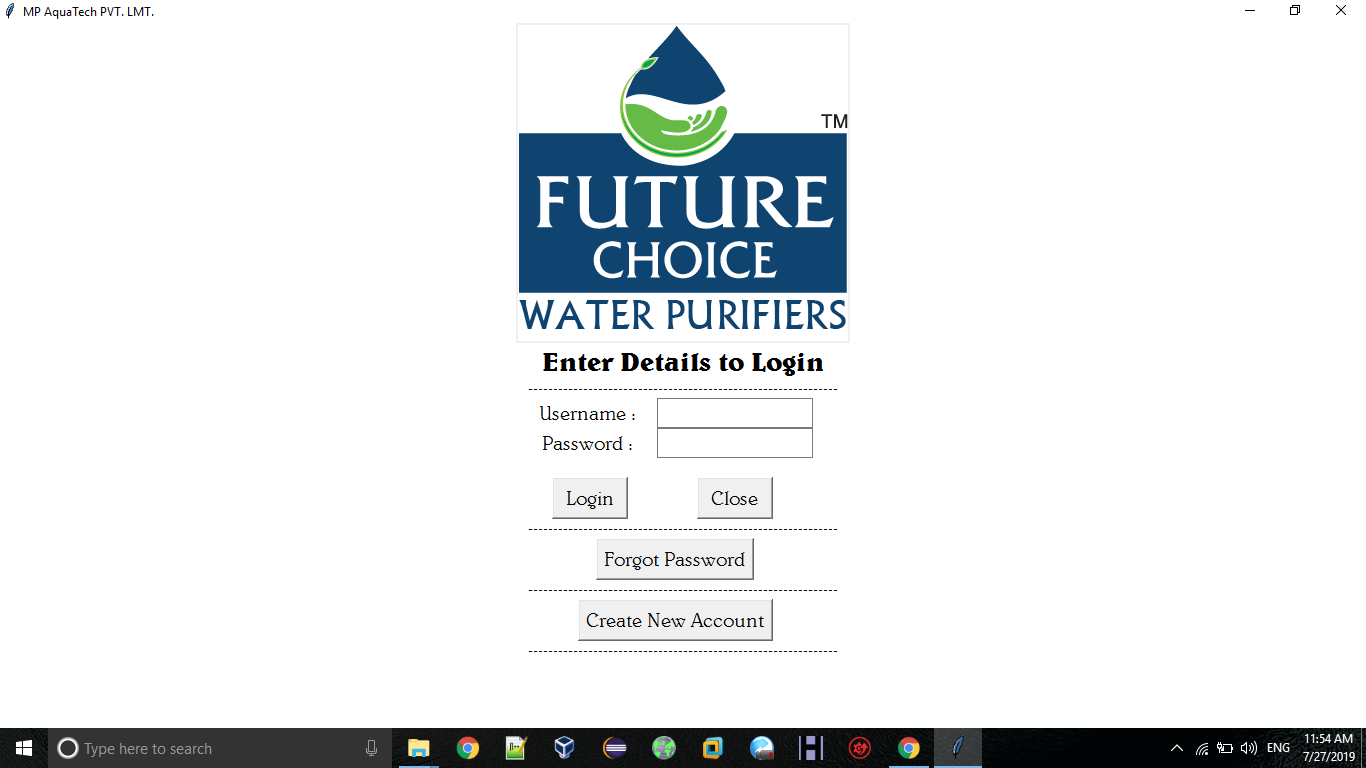 MP AquaTech PVT. LMT.
TM
FUTURE
CHOICE
WATER PURIFIERS
Enter Details to Login
Username :
Password :
Login Close
Forgot Password
Create New Account
Type here to search
ENG
11:54 AM
7/27/2019